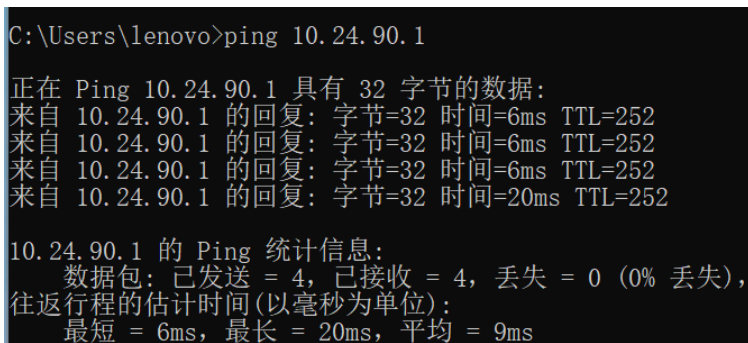 C:\Users\lenovo>ping 10.24.90.1
正在 Ping 10.24.90.1 具有 32 字节的数据:
来自 10.24.90.1 的回复: 字节=32 时间=6ms TTL=252
来自 10.24.90.1 的回复: 字节=32 时间=6ms TTL=252
来自 10.24.90.1 的回复: 字节=32 时间=6ms TTL=252
来自 10.24.90.1 的回复: 字节=32 时间=20ms TTL=252
10.24.90.1 的 Ping 统计信息:
数据包: 已发送 = 4，已接收 = 4，丢失 = 0 (0% 丢失)，
往返行程的估计时间(以毫秒为单位):
最短 = 6ms，最长 = 20ms，平均 = 9ms